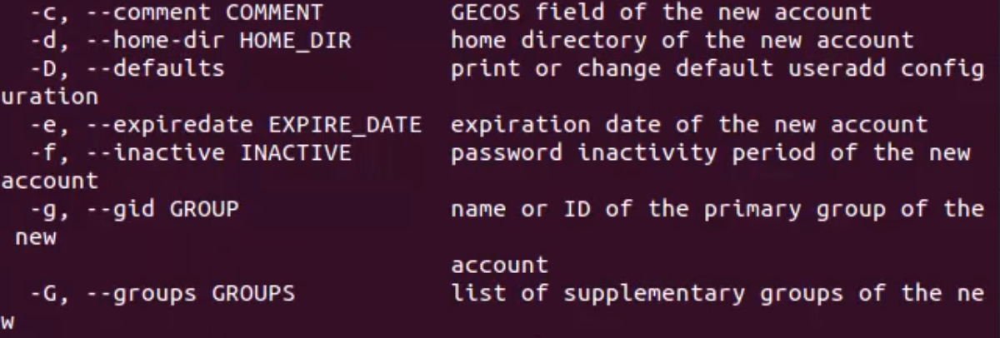 -c, --comment COMMENT         GECOS field of the new account
-d, --home-dir HOME_DIR       home directory of the new account
-D, --defaults                print or change default useradd config
uration
-e, --expiredate EXPIRE_DATE  expiration date of the new account
-f, --inactive INACTIVE       password inactivity period of the new
account
-g, --gid GROUP               name or ID of the primary group of the
new
account
-G, --groups GROUPS           list of supplementary groups of the ne
w